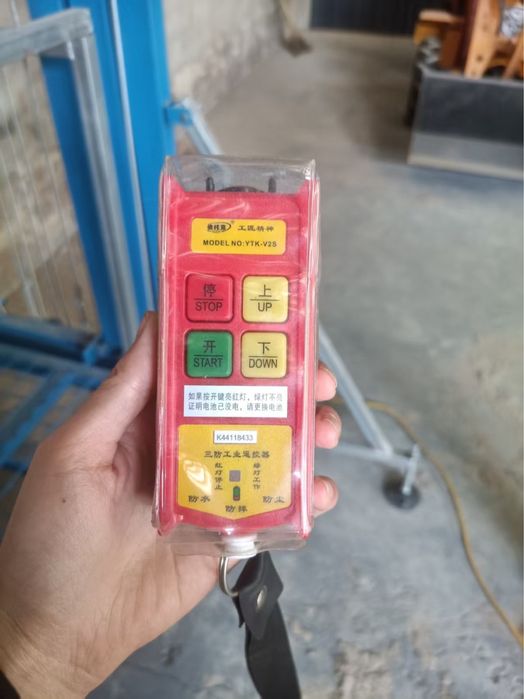 工匠精神
MODEL NO:YTK-V2S
停
STOP
上
UP
开
START
下
DOWN
如果按开键亮红灯，绿灯不亮
证明电池已没电，请更换电池
K44118433
三防工业遥控器
红灯停止
绿灯工作
防水
防摔
防尘